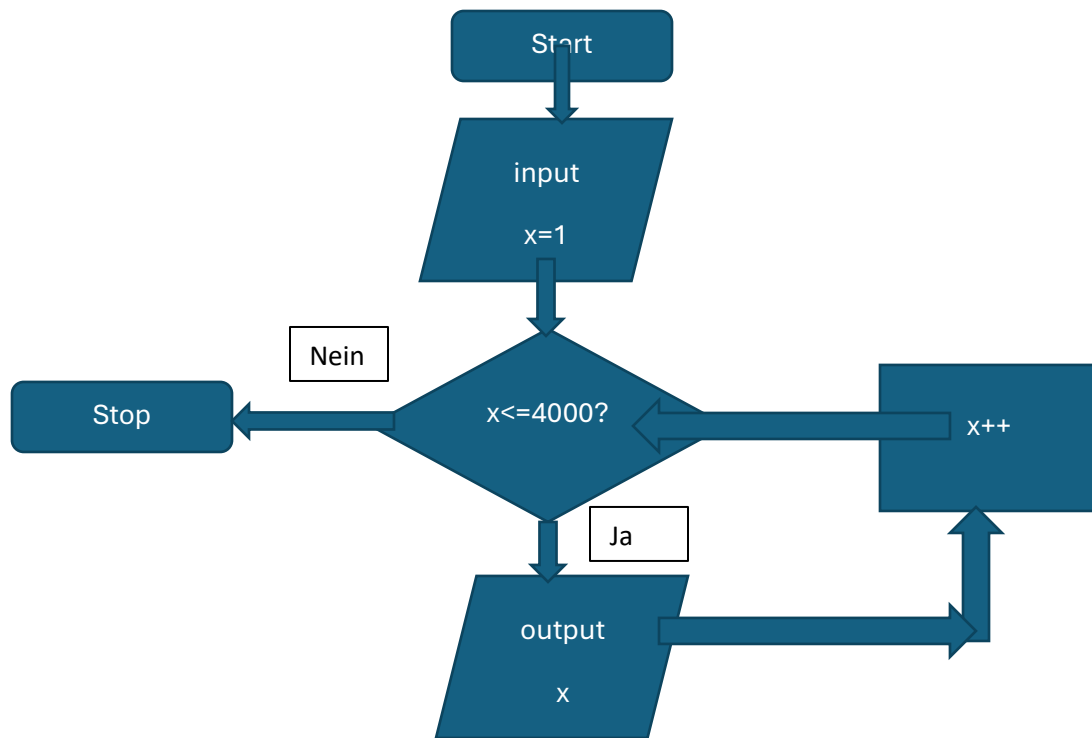 Start
input
x=1
Nein
Stop
x<=4000?
x++
Ja
output
x